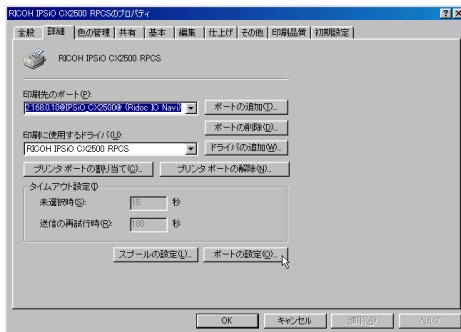 RICOH IPSiO CX2500 RPCSのプロパティ
全般 詳細 色の管理 共有 基本 編集 仕上げ その他 印刷品質 初期設定
RICOH IPSiO CX2500 RPCS
印刷先のポート(P):
2.168.0.10@IPSiO_CX2500@ (Ridoc IO Navi) ポートの追加(T)...
ポートの削除(D)...
印刷に使用するドライバ(U):
RICOH IPSiO CX2500 RPCS ドライバの追加(W)...
プリンタ ポートの割り当て(C)... プリンタ ポートの解除(N)...
タイムアウト設定
未選択時(S): 15 秒
送信の再試行時(R): 180 秒
スプールの設定(L)... ポートの設定(O)...
OK キャンセル 適用(A) ヘルプ